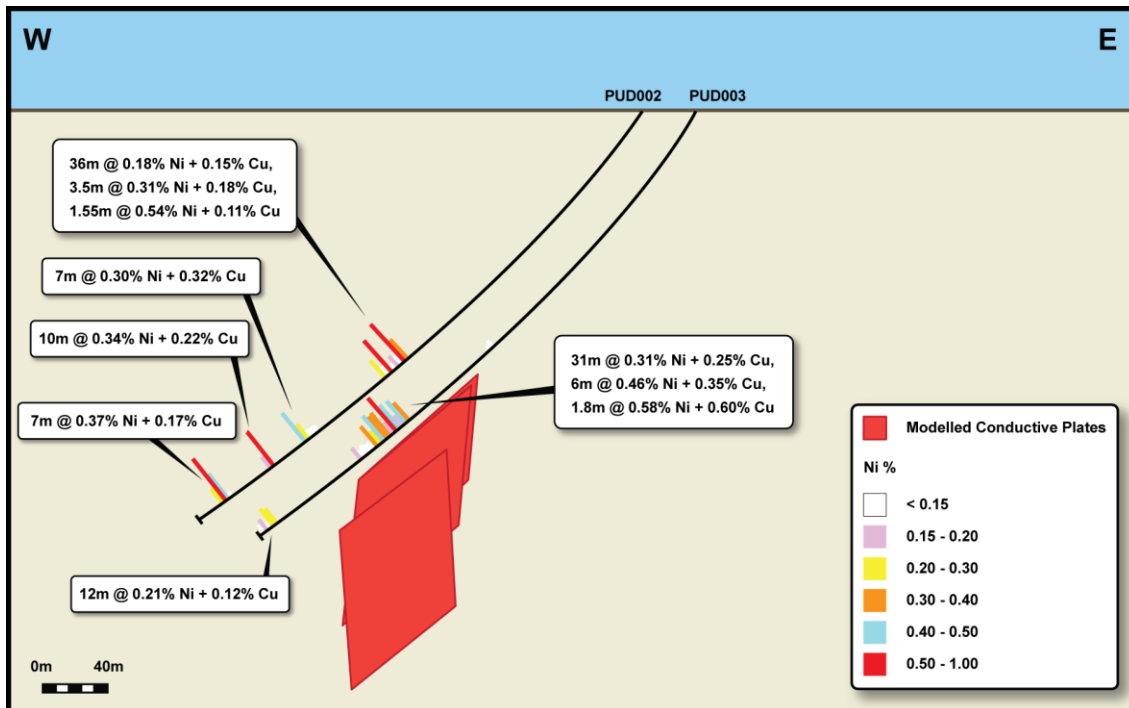 W
E
PUD002
PUD003
36m @ 0.18% Ni + 0.15% Cu,
3.5m @ 0.31% Ni + 0.18% Cu,
1.55m @ 0.54% Ni + 0.11% Cu
7m @ 0.30% Ni + 0.32% Cu
10m @ 0.34% Ni + 0.22% Cu
7m @ 0.37% Ni + 0.17% Cu
31m @ 0.31% Ni + 0.25% Cu,
6m @ 0.46% Ni + 0.35% Cu,
1.8m @ 0.58% Ni + 0.60% Cu
12m @ 0.21% Ni + 0.12% Cu
Modelled Conductive Plates
Ni %
< 0.15
0.15 - 0.20
0.20 - 0.30
0.30 - 0.40
0.40 - 0.50
0.50 - 1.00
0m
40m